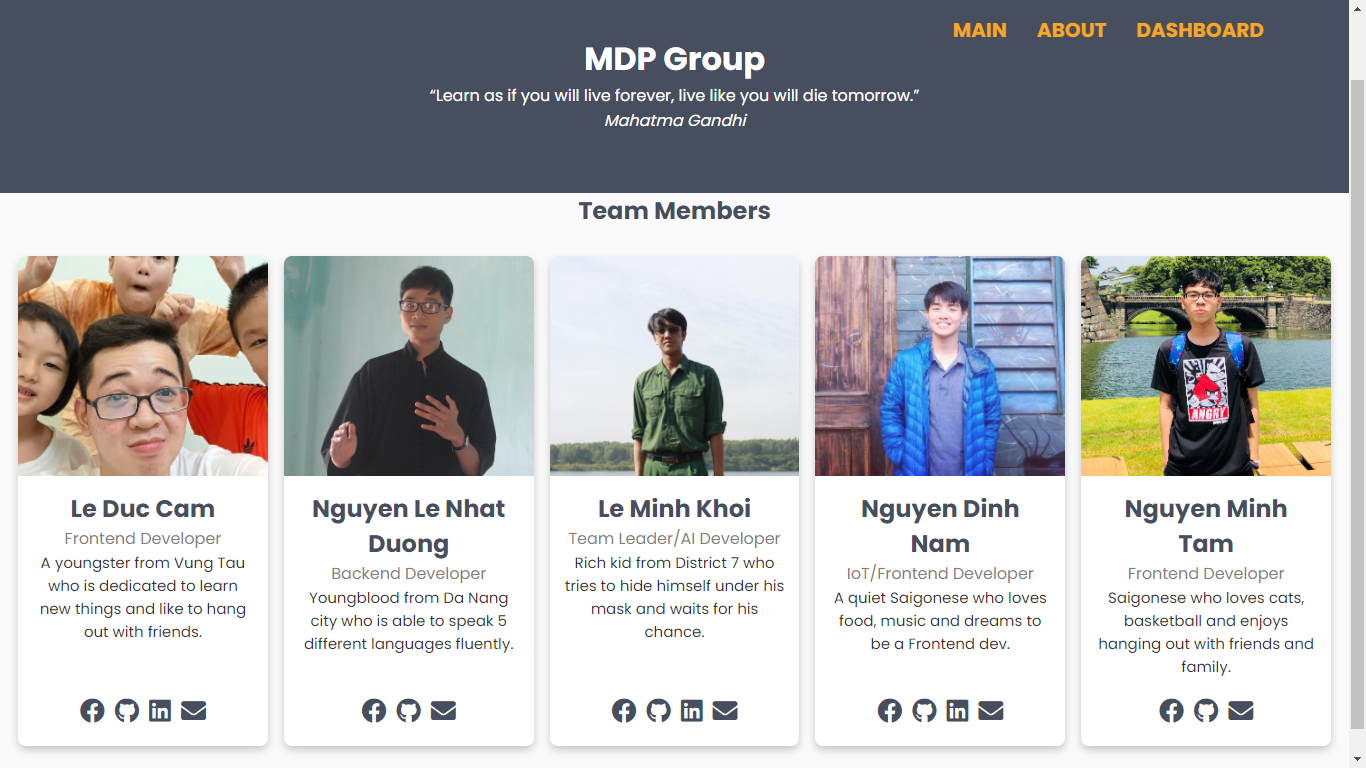 MAIN ABOUT DASHBOARD
MDP Group
“Learn as if you will live forever, live like you will die tomorrow.”
Mahatma Gandhi
Team Members
Le Duc Cam
Frontend Developer
A youngster from Vung Tau
who is dedicated to learn
new things and like to hang
out with friends.
Nguyen Le Nhat
Duong
Backend Developer
Youngblood from Da Nang
city who is able to speak 5
different languages fluently.
Le Minh Khoi
Team Leader/AI Developer
Rich kid from District 7 who
tries to hide himself under his
mask and waits for his
chance.
Nguyen Dinh
Nam
IoT/Frontend Developer
A quiet Saigonese who loves
food, music and dreams to
be a Frontend dev.
ANGRY
Nguyen Minh
Tam
Frontend Developer
Saigonese who loves cats,
basketball and enjoys
hanging out with friends and
family.